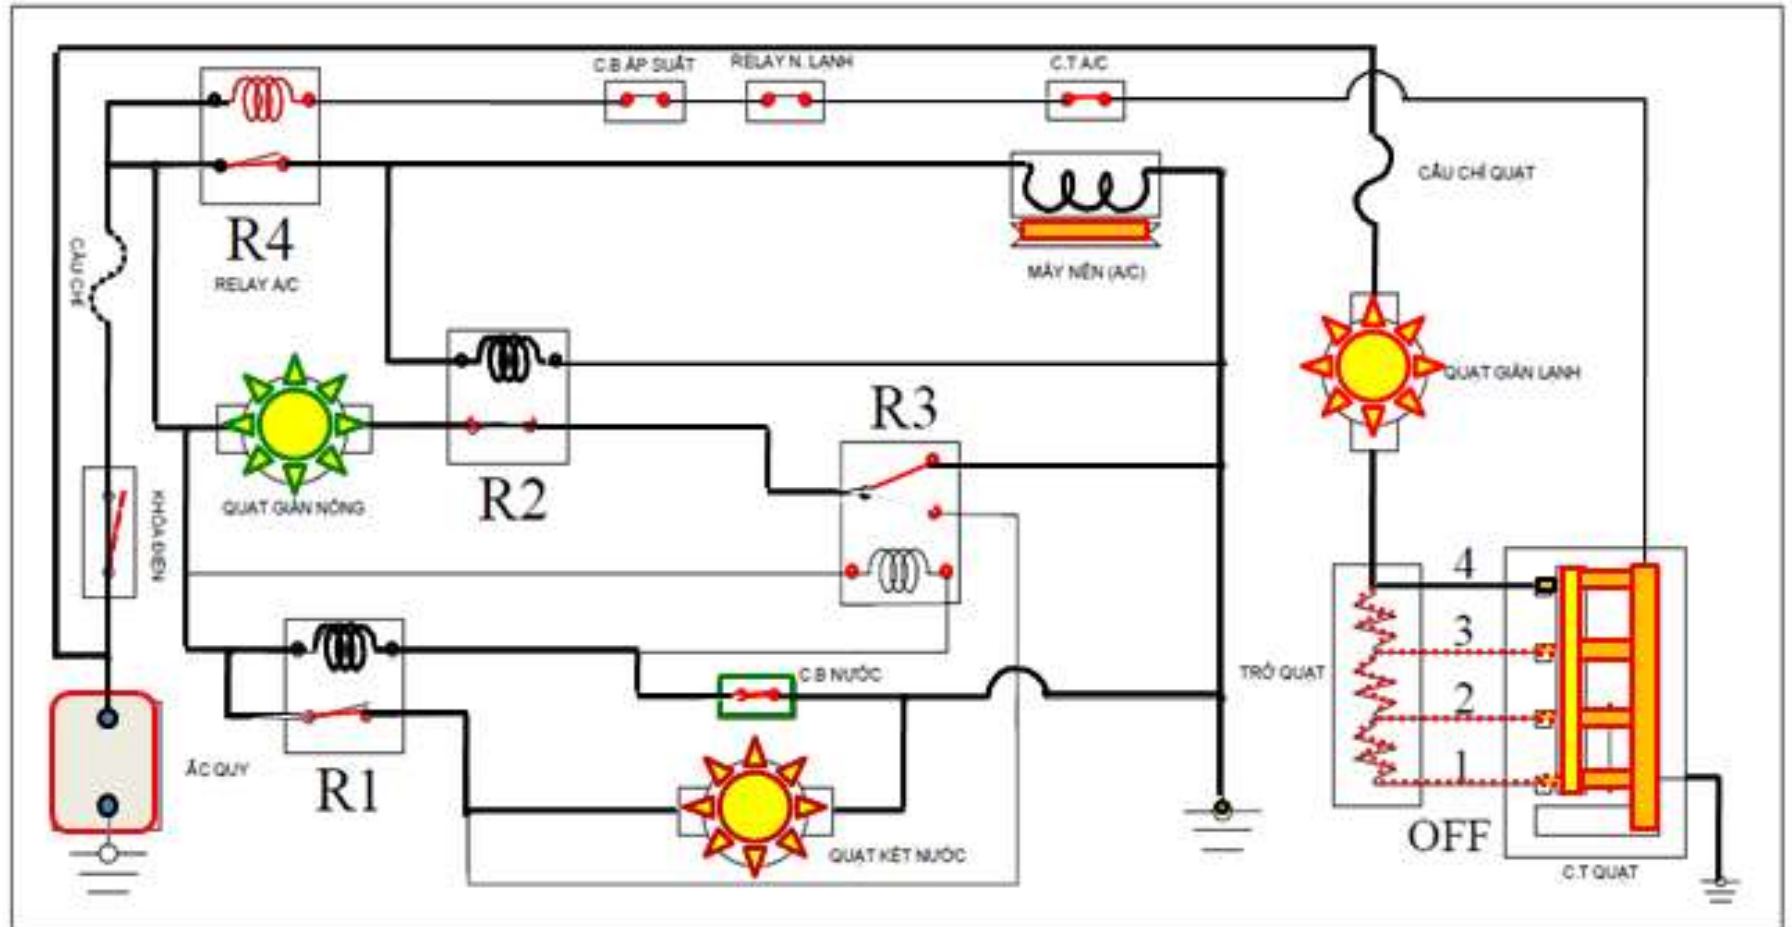 C.B ÁP SUẤT
RELAY N. LẠNH
C.T A/C
CẦU CHÌ QUẠT
R4
RELAY A/C
CẦU CHÌ
MÁY NÉN (A/C)
QUẠT GIÀN LẠNH
R3
R2
QUẠT GIÀN NÓNG
KHÓA ĐIỆN
4
3
2
1
TRỞ QUẠT
C.B NƯỚC
ẮC QUY
R1
QUẠT KÉT NƯỚC
OFF
C.T QUẠT